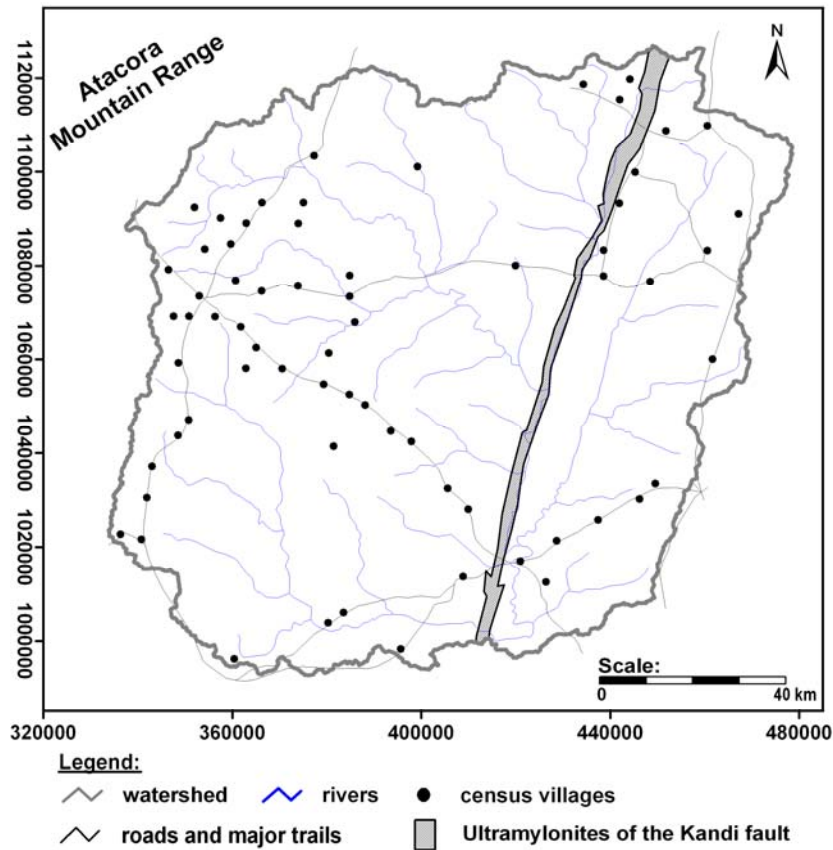 Atacora
Mountain Range
N
1120000
1100000
1080000
1060000
1040000
1020000
1000000
Scale:
0 40 km
320000 360000 400000 440000 480000
Legend:
watershed rivers census villages
roads and major trails Ultramylonites of the Kandi fault